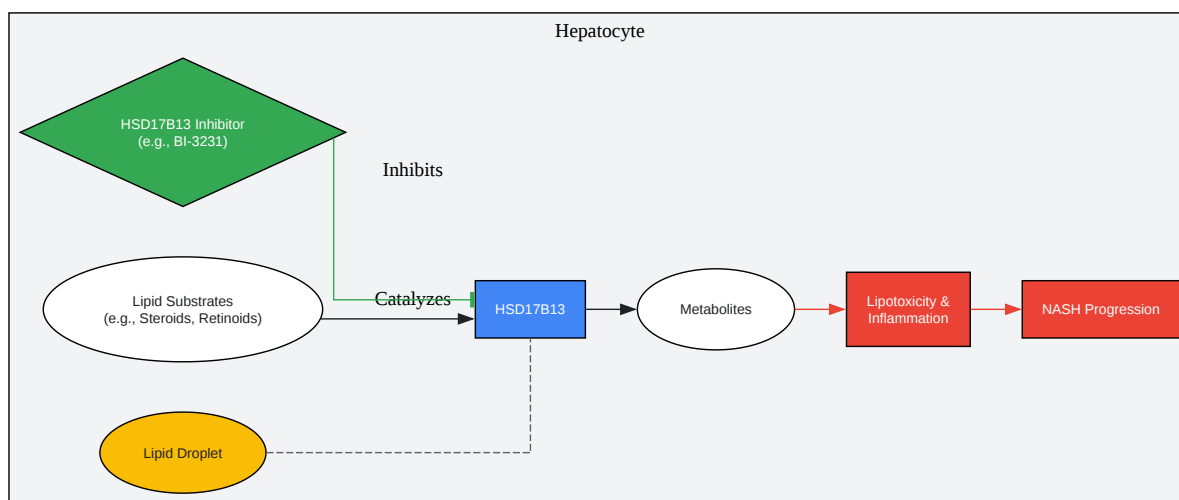 Hepatocyte
HSD17B13 Inhibitor
(e.g., BI-3231)
Inhibits
Lipid Substrates
(e.g., Steroids, Retinoids)
Catalyzes
HSD17B13
Metabolites
Lipotoxicity &
Inflammation
NASH Progression
Lipid Droplet